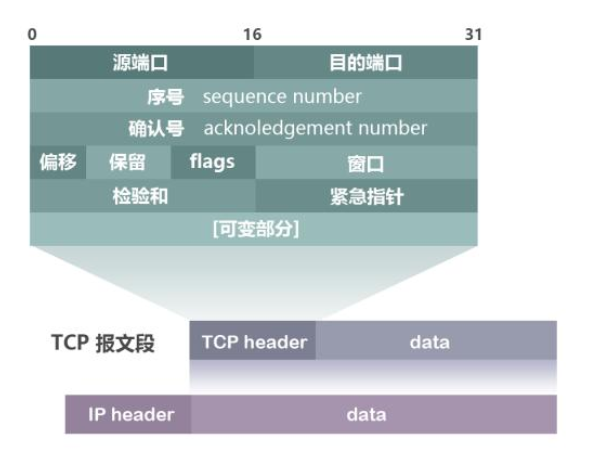 0 16 31
源端口 目的端口
序号 sequence number
确认号 acknoledgement number
偏移 保留 flags 窗口
检验和 紧急指针
[可变部分]
TCP 报文段 TCP header data
IP header data